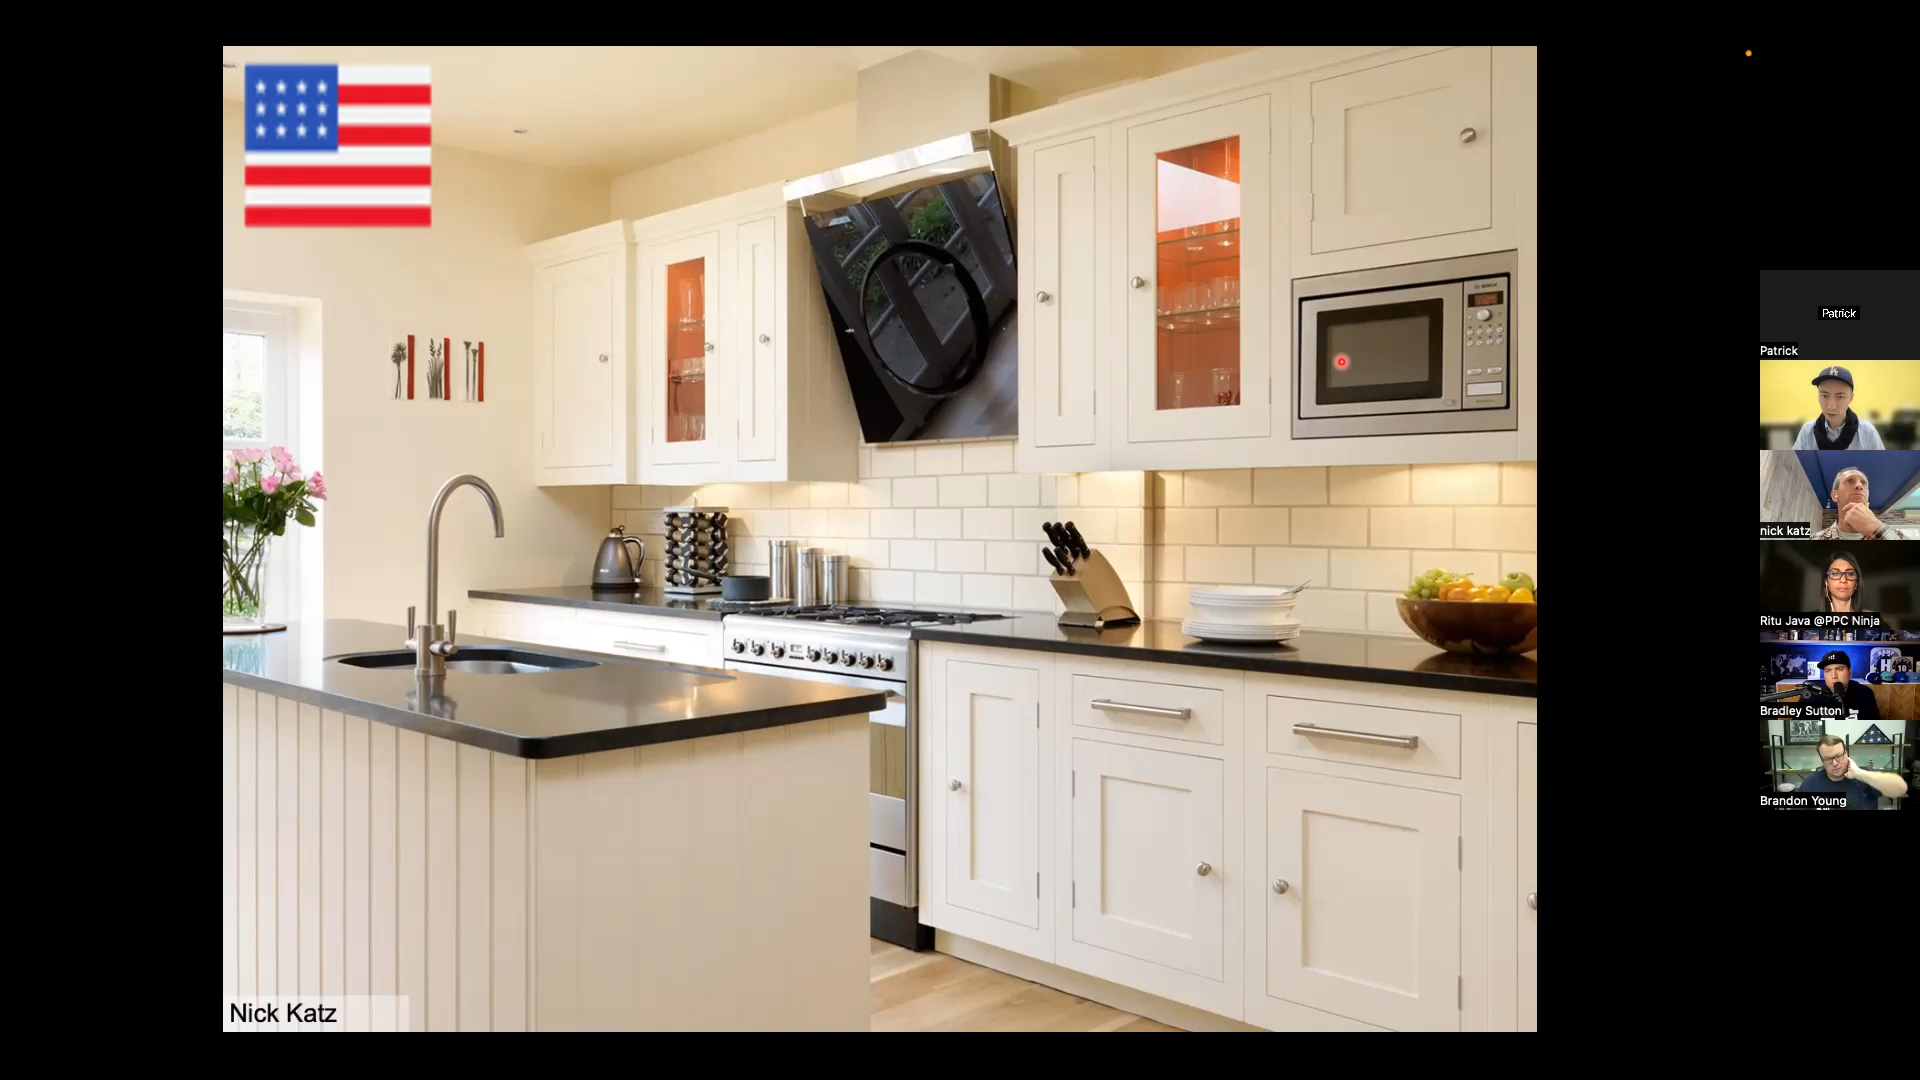 Nick Katz
Patrick
Patrick
nick katz
Ritu Java @PPC Ninja
Bradley Sutton
Brandon Young